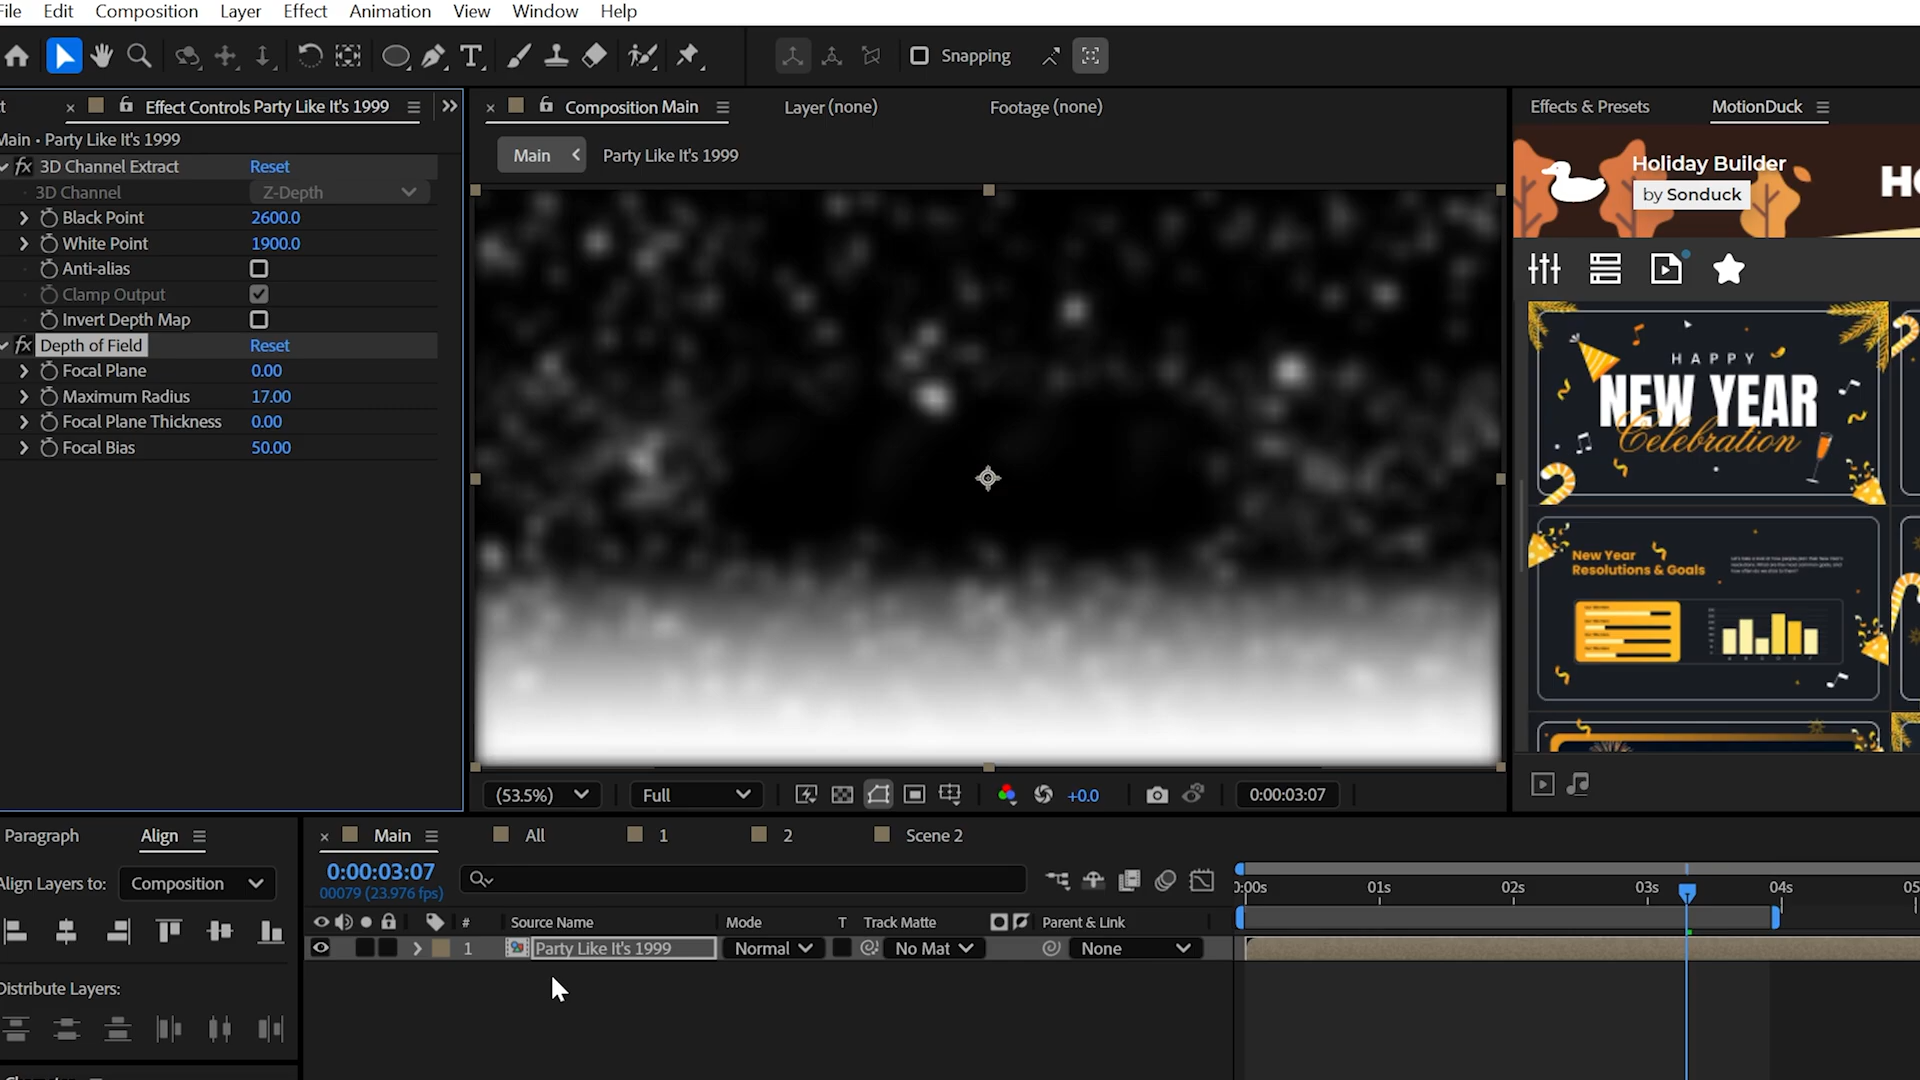 File Edit Composition Layer Effect Animation View Window Help
Snapping
Effect Controls Party Like It's 1999
Main • Party Like It's 1999
fx 3D Channel Extract Reset
3D Channel Z-Depth
Black Point 2600.0
White Point 1900.0
Anti-alias
Clamp Output
Invert Depth Map
fx Depth of Field Reset
Focal Plane 0.00
Maximum Radius 17.00
Focal Plane Thickness 0.00
Focal Bias 50.00
Composition Main Layer (none) Footage (none)
Main Party Like It's 1999
(53.5%) Full +0.0 0:00:03:07
Effects & Presets MotionDuck
Holiday Builder
by Sonduck
HAPPY
NEW YEAR
Celebration
New Year
Resolutions & Goals
Paragraph Align
Align Layers to: Composition
Distribute Layers:
Main All 1 2 Scene 2
0:00:03:07
00079 (23.976 fps)
# Source Name Mode T Track Matte Parent & Link
1 Party Like It's 1999 Normal No Mat None
0:00s 01s 02s 03s 04s 05